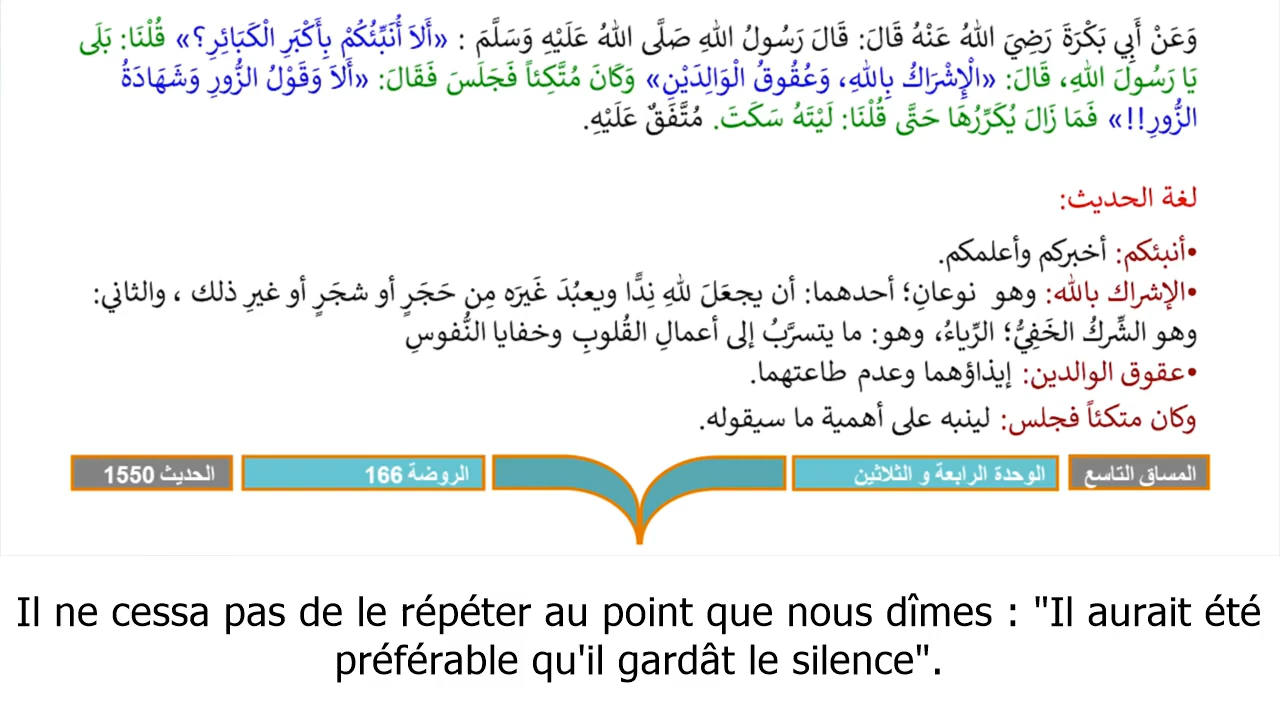 وَعَنْ أَبِي بَكْرَةَ رَضِيَ اللهُ عَنْهُ قَالَ: قَالَ رَسُولُ اللهِ صَلَّى اللهُ عَلَيْهِ وَسَلَّمَ : «أَلاَ أُنَبِّئُكُمْ بِأَكْبَرِ الْكَبَائِرِ؟» قُلْنَا: بَلَى
يَا رَسُولَ اللهِ، قَالَ: «الْإِشْرَاكُ بِاللهِ، وَعُقُوقُ الْوَالِدَيْنِ» وَكَانَ مُتَّكِئاً فَجَلَسَ فَقَالَ: «أَلاَ وَقَوْلُ الزُّورِ وَشَهَادَةُ
الزُّورِ!!» فَمَا زَالَ يُكَرِّرُهَا حَتَّى قُلْنَا: لَيْتَهُ سَكَتَ. مُتَّفَقٌ عَلَيْهِ.
لغة الحديث:
•أنبئكم: أخبركم وأعلمكم.
•الإشراك بالله: وهو نوعانِ؛ أحدهما: أن يجعَلَ للهِ نِدًّا ويعبُدَ غَيرَه مِن حَجَرٍ أو شجَرٍ أو غيرِ ذلك ، والثاني:
وهو الشِّركُ الخَفِيُّ؛ الرِّياءُ، وهو: ما يتسرَّبُ إلى أعمالِ القُلوبِ وخفايا النُّفوسِ
•عقوق الوالدين: إيذاؤهما وعدم طاعتهما.
وكان متكئاً فجلس: لينبه على أهمية ما سيقوله.
المساق التاسع
الوحدة الرابعة و الثلاثين
الروضة 166
الحديث 1550
Il ne cessa pas de le répéter au point que nous dîmes : "Il aurait été
préférable qu'il gardât le silence".